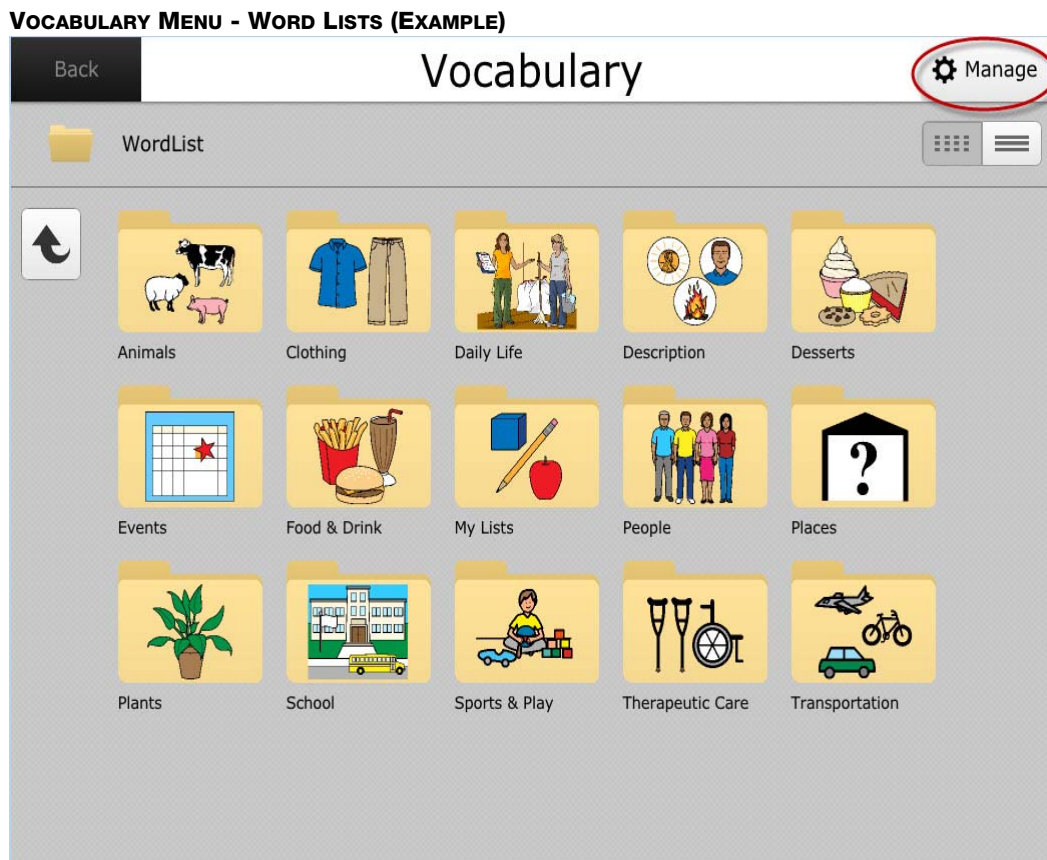 VOCABULARY MENU - WORD LISTS (EXAMPLE)
Back
Vocabulary
Manage
WordList
Animals
Clothing
Daily Life
Description
Desserts
Events
Food & Drink
My Lists
People
?
Places
Plants
School
Sports & Play
Therapeutic Care
Transportation